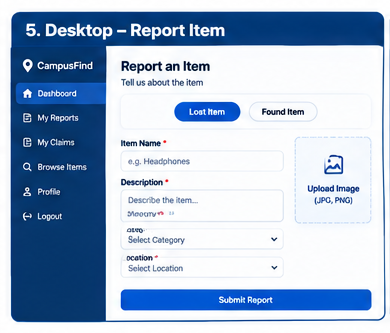 5. Desktop – Report Item
CampusFind
Dashboard
My Reports
My Claims
Browse Items
Profile
Logout
Report an Item
Tell us about the item
Lost Item
Found Item
Item Name *
e.g. Headphones
Description *
Describe the item...
Select Category
ocation *
Select Location
Upload Image
(JPG, PNG)
Submit Report